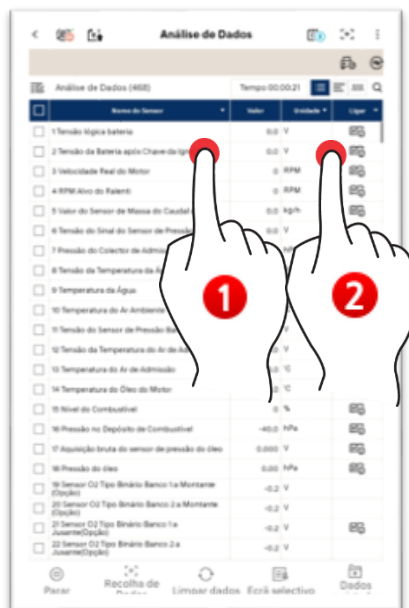 Análise de Dados
Análise de Dados (468) Tempo: 00:00:21
Nome do Sensor Valor Unidade Ligar
1 Tensão lógica bateria 0.0 V
2 Tensão da Bateria após Chave da 0.0 V
3 Velocidade Real do Motor 0 RPM
4 RPM Alvo do Ralenti 0 RPM
5 Valor do Sensor de Massa do Caudal 0.0 kg/h
6 Tensão do Sinal do Sensor de Pressão V
7 Pressão do Colector de
8 Tensão da Temperatura da
9 Temperatura da Água
10 Temperatura do Ar Ambiente
11 Tensão do Sensor de Pressão
12 Tensão da Temperatura do Ar de V
13 Temperatura do Ar de Admissão °C
14 Temperatura do Óleo do Motor °C
15 Nível do Combustível 0 %
16 Pressão no Depósito de Combustível -40.0 hPa
17 Aquisição bruta do sensor de pressão do óleo 0.000 V
18 Pressão do óleo 0.00 hPa
19 Sensor O2 Tipo Binário Banco 1 a Montante
(Opção) -0.2 V
20 Sensor O2 Tipo Binário Banco 2 a Montante
(Opção) -0.2 V
21 Sensor O2 Tipo Binário Banco 1 a
Jusante(Opção) -0.2 V
22 Sensor O2 Tipo Binário Banco 2 a
Jusante(Opção) -0.2 V
1 2
Parar Recolha de Limpar dados Ecrã selectivo Dados